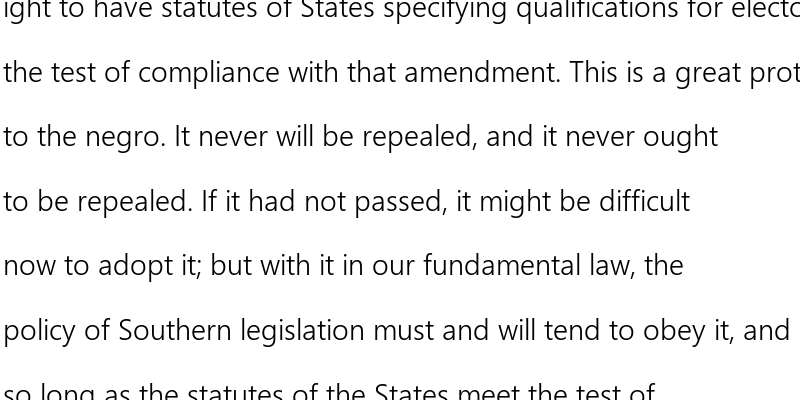 ight to have statutes of States specifying qualifications for electo
the test of compliance with that amendment. This is a great prot
to the negro. It never will be repealed, and it never ought
to be repealed. If it had not passed, it might be difficult
now to adopt it; but with it in our fundamental law, the
policy of Southern legislation must and will tend to obey it, and
so long as the statutes of the States meet the test of